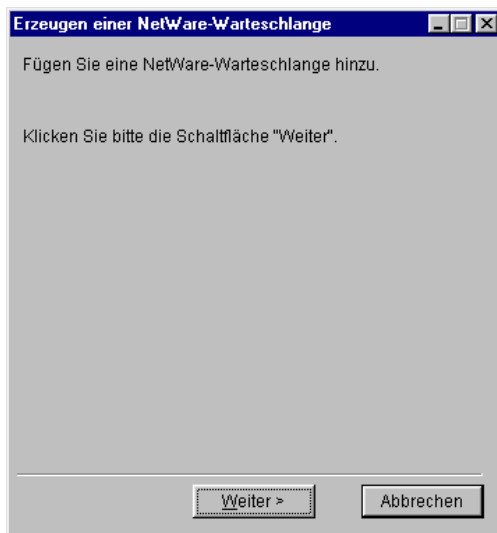 Erzeugen einer NetWare-Warteschlange
Fügen Sie eine NetWare-Warteschlange hinzu.
Klicken Sie bitte die Schaltfläche "Weiter".
Weiter >
Abbrechen